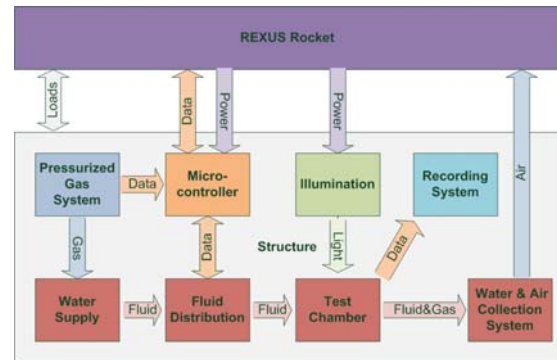 REXUS Rocket
Loads
Data
Power
Power
Air
Pressurized
Gas
System
Data
Micro-
controller
Illumination
Recording
System
Gas
Data
Structure
Light
Data
Water
Supply
Fluid
Fluid
Distribution
Fluid
Test
Chamber
Fluid&Gas
Water & Air
Collection
System